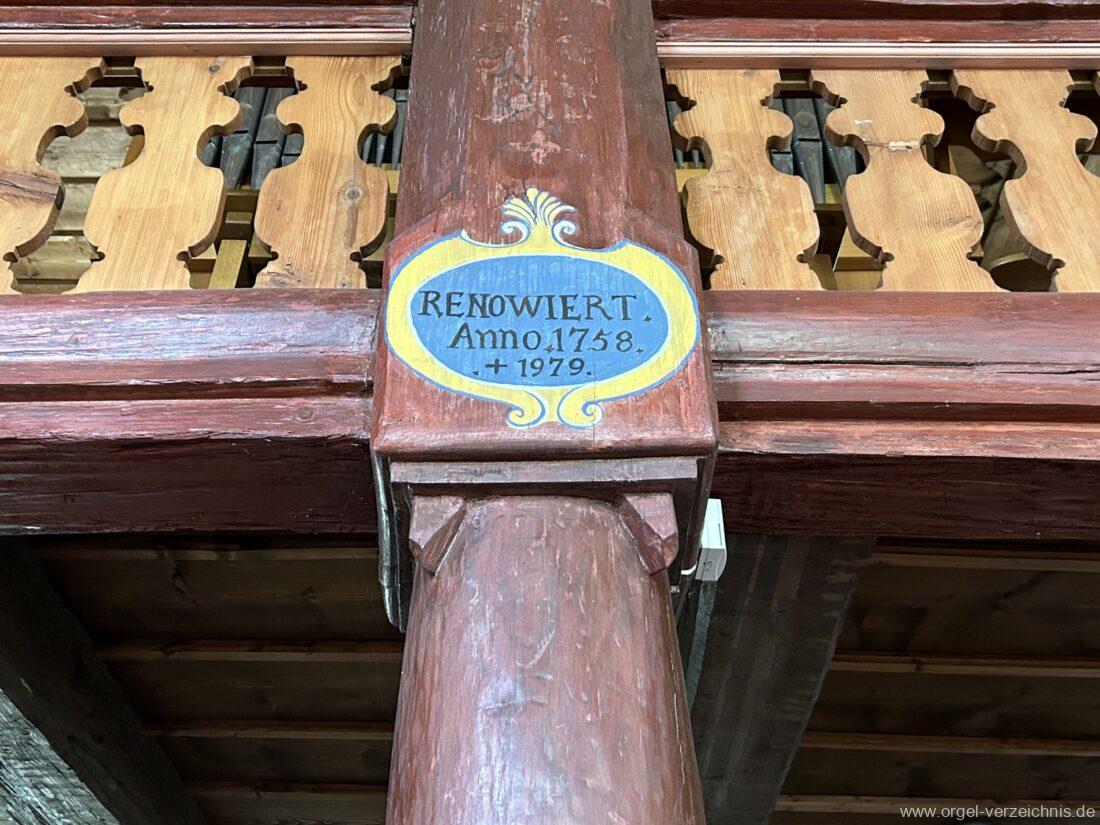 RENOWIERT.
Anno.1758.
.+ 1979.
www.orgel-verzeichnis.de